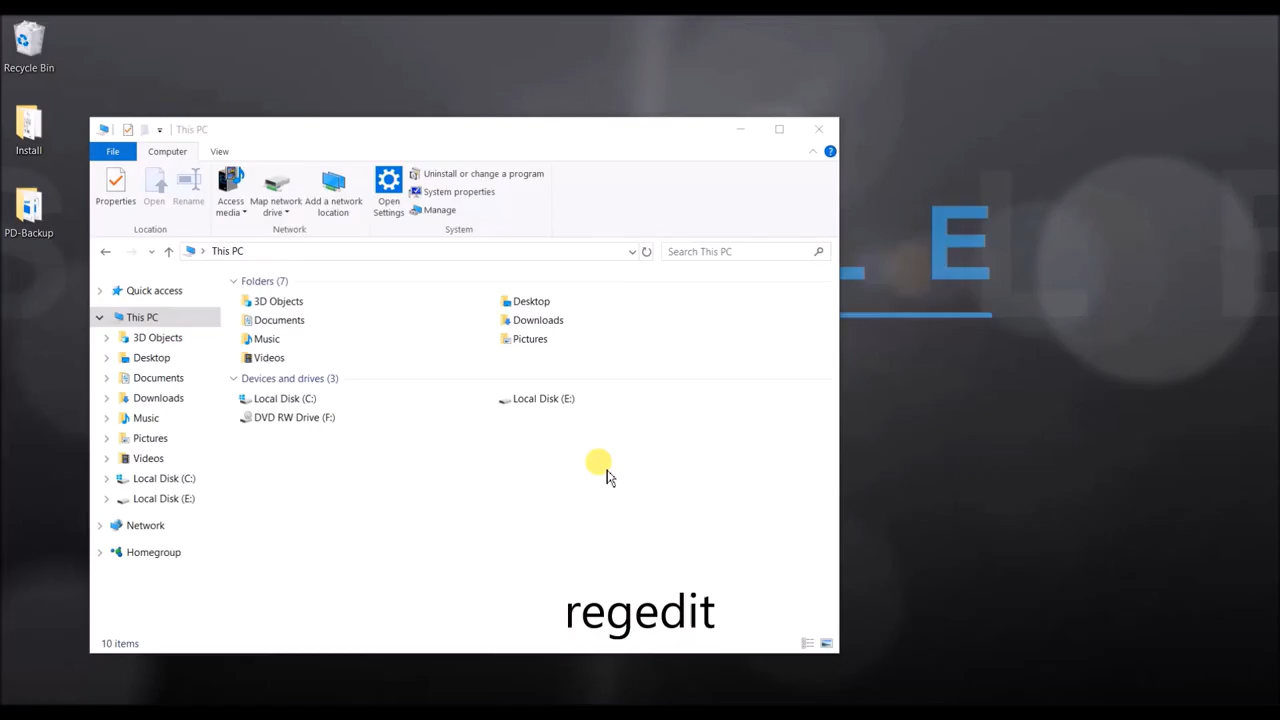 Recycle Bin
Install
PD-Backup
This PC
File
Computer
View
Properties
Open
Rename
Access media
Map network drive
Add a network location
Open Settings
Uninstall or change a program
System properties
Manage
Location
Network
System
This PC
Search This PC
Quick access
This PC
3D Objects
Desktop
Documents
Downloads
Music
Pictures
Videos
Local Disk (C:)
Local Disk (E:)
Network
Homegroup
Folders (7)
3D Objects
Desktop
Documents
Downloads
Music
Pictures
Videos
Devices and drives (3)
Local Disk (C:)
Local Disk (E:)
DVD RW Drive (F:)
regedit
10 items
L E